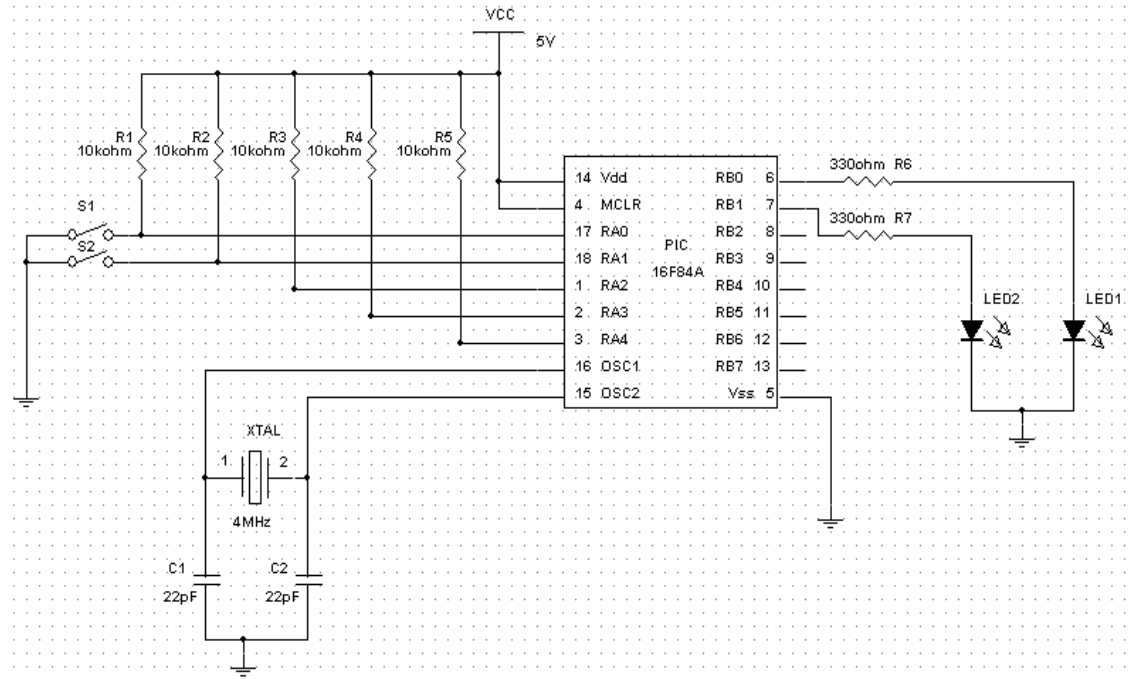 VCC
5V
R1
10kohm
R2
10kohm
R3
10kohm
R4
10kohm
R5
10kohm
S1
S2
14 Vdd
4 MCLR
17 RA0
18 RA1
1 RA2
2 RA3
3 RA4
16 OSC1
15 OSC2
PIC
16F84A
RB0 6
RB1 7
RB2 8
RB3 9
RB4 10
RB5 11
RB6 12
RB7 13
Vss 5
330ohm R6
330ohm R7
LED2
LED1
XTAL
1 2
4MHz
C1
22pF
C2
22pF